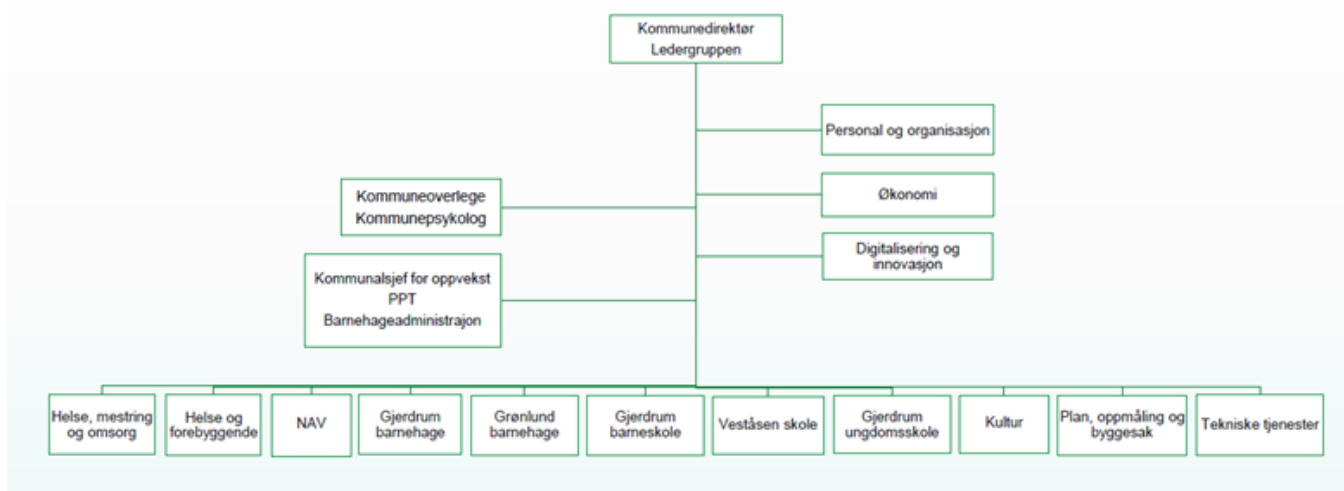 Kommunedirektør
Ledergruppen
Personal og organisasjon
Kommuneoverlege
Kommunepsykolog
Økonomi
Digitalisering og
innovasjon
Kommunalsjef for oppvekst
PPT
Barnehageadministrajon
Helse, mestring
og omsorg
Helse og
forebyggende
NAV
Gjerdrum
barnehage
Grønlund
barnehage
Gjerdrum
barneskole
Veståsen skole
Gjerdrum
ungdomsskole
Kultur
Plan, oppmåling og
byggesak
Tekniske tjenester